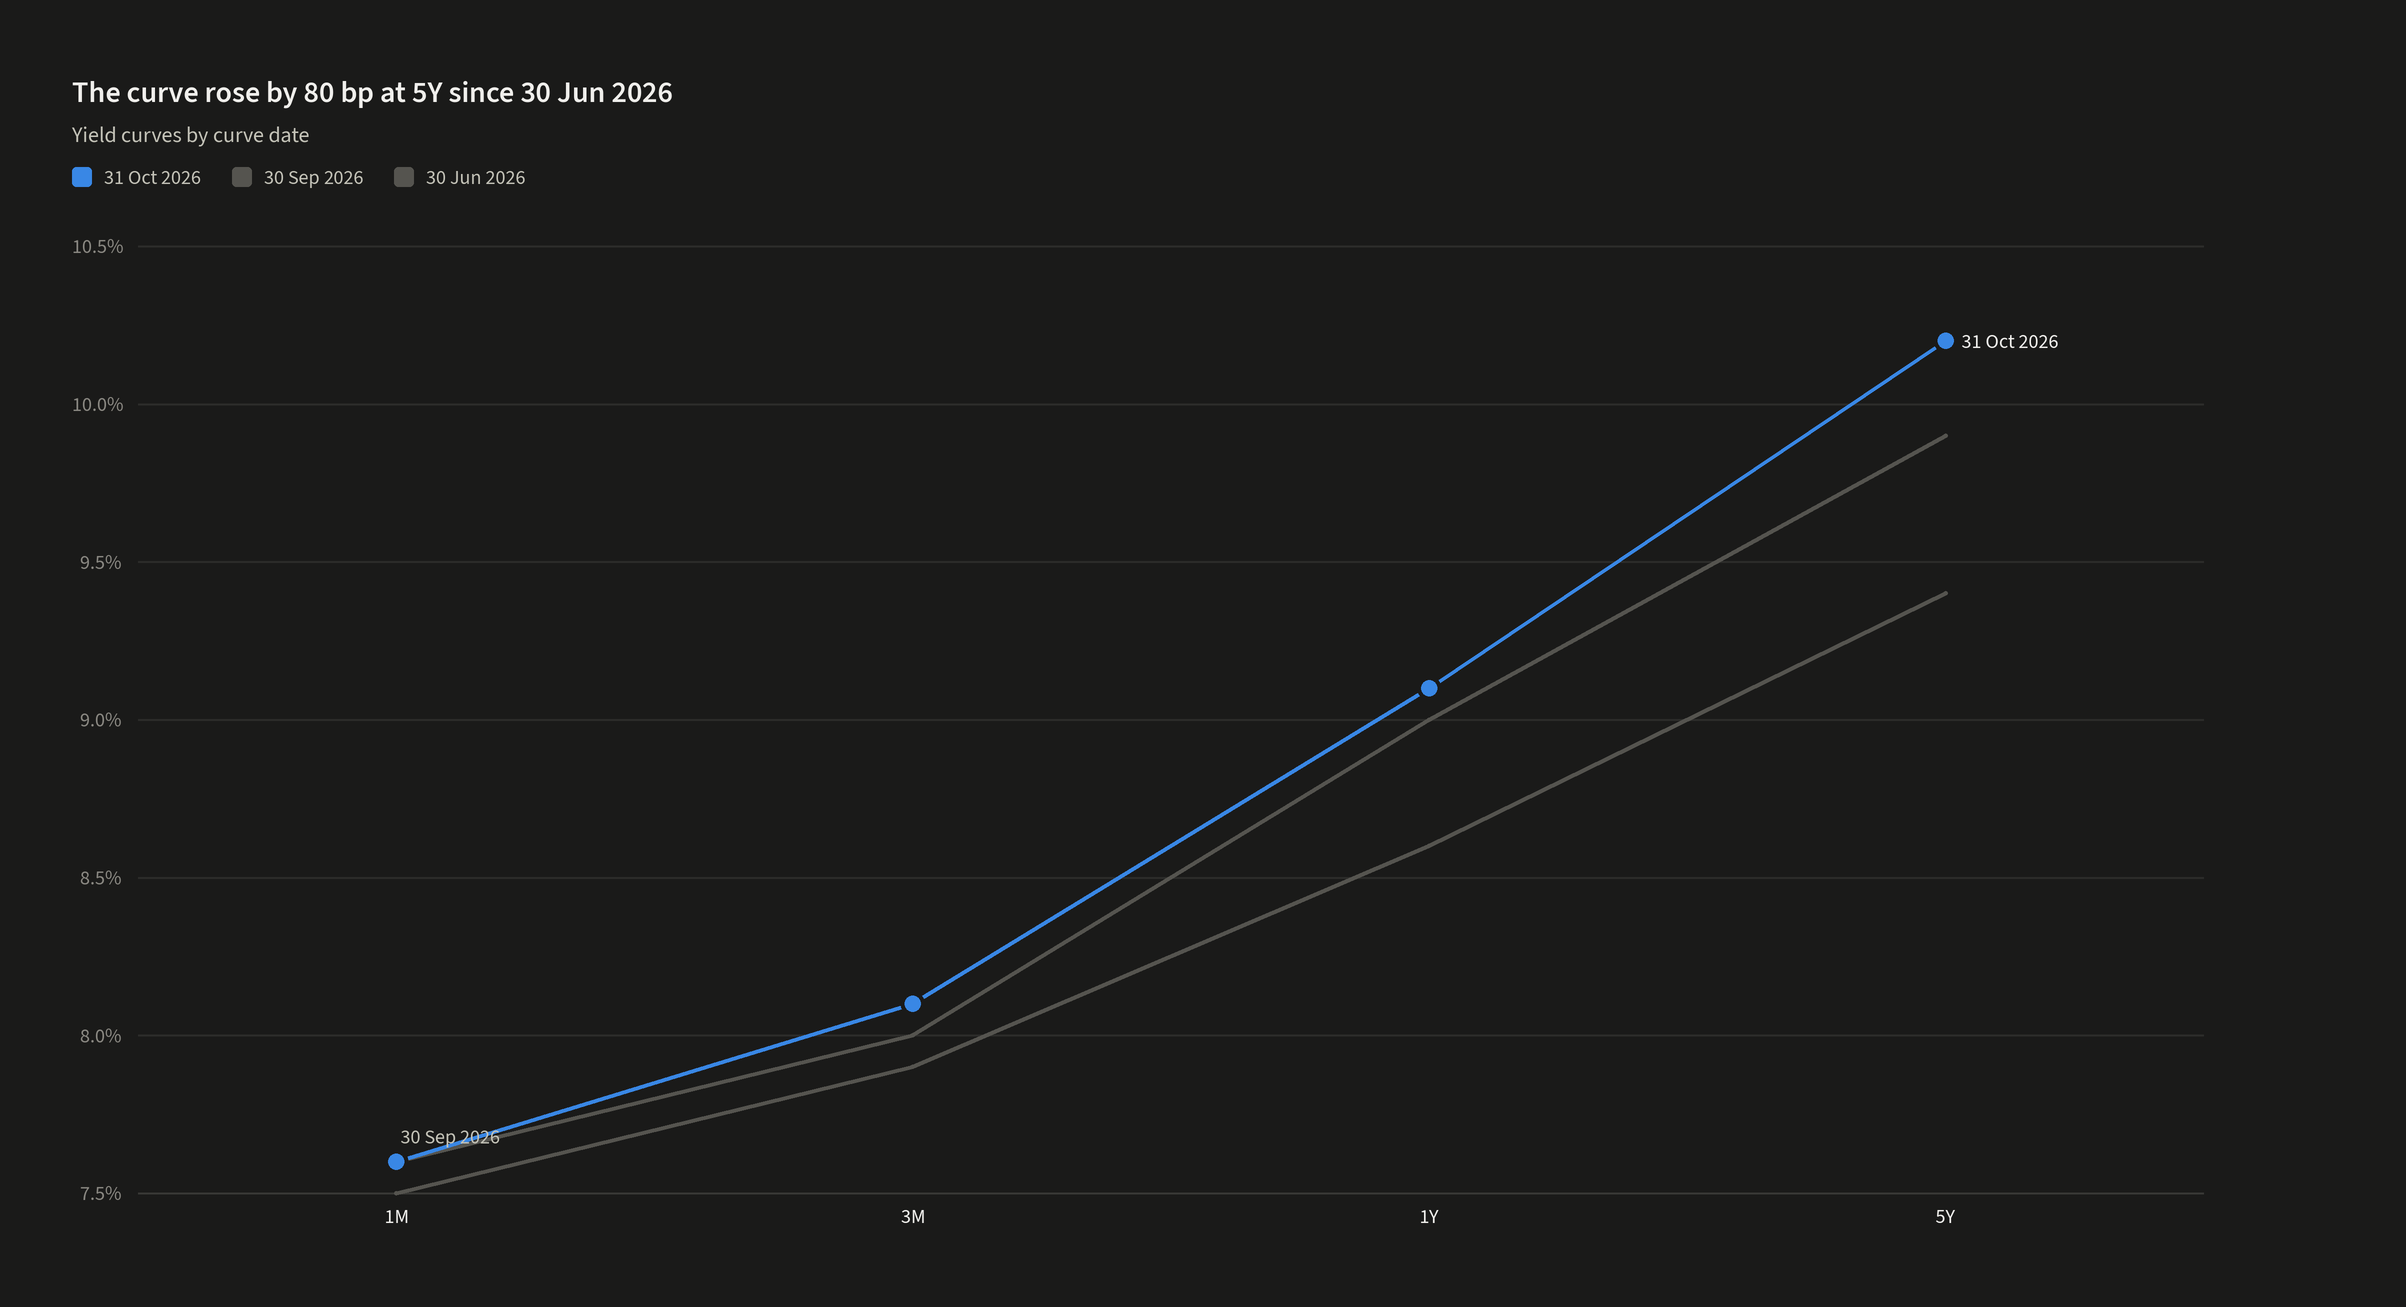 The curve rose by 80 bp at 5Y since 30 Jun 2026
Yield curves by curve date
31 Oct 2026 30 Sep 2026 30 Jun 2026
10.5%
31 Oct 2026
10.0%
9.5%
9.0%
8.5%
8.0%
30 Sep 2026
7.5%
1M 3M 1Y 5Y